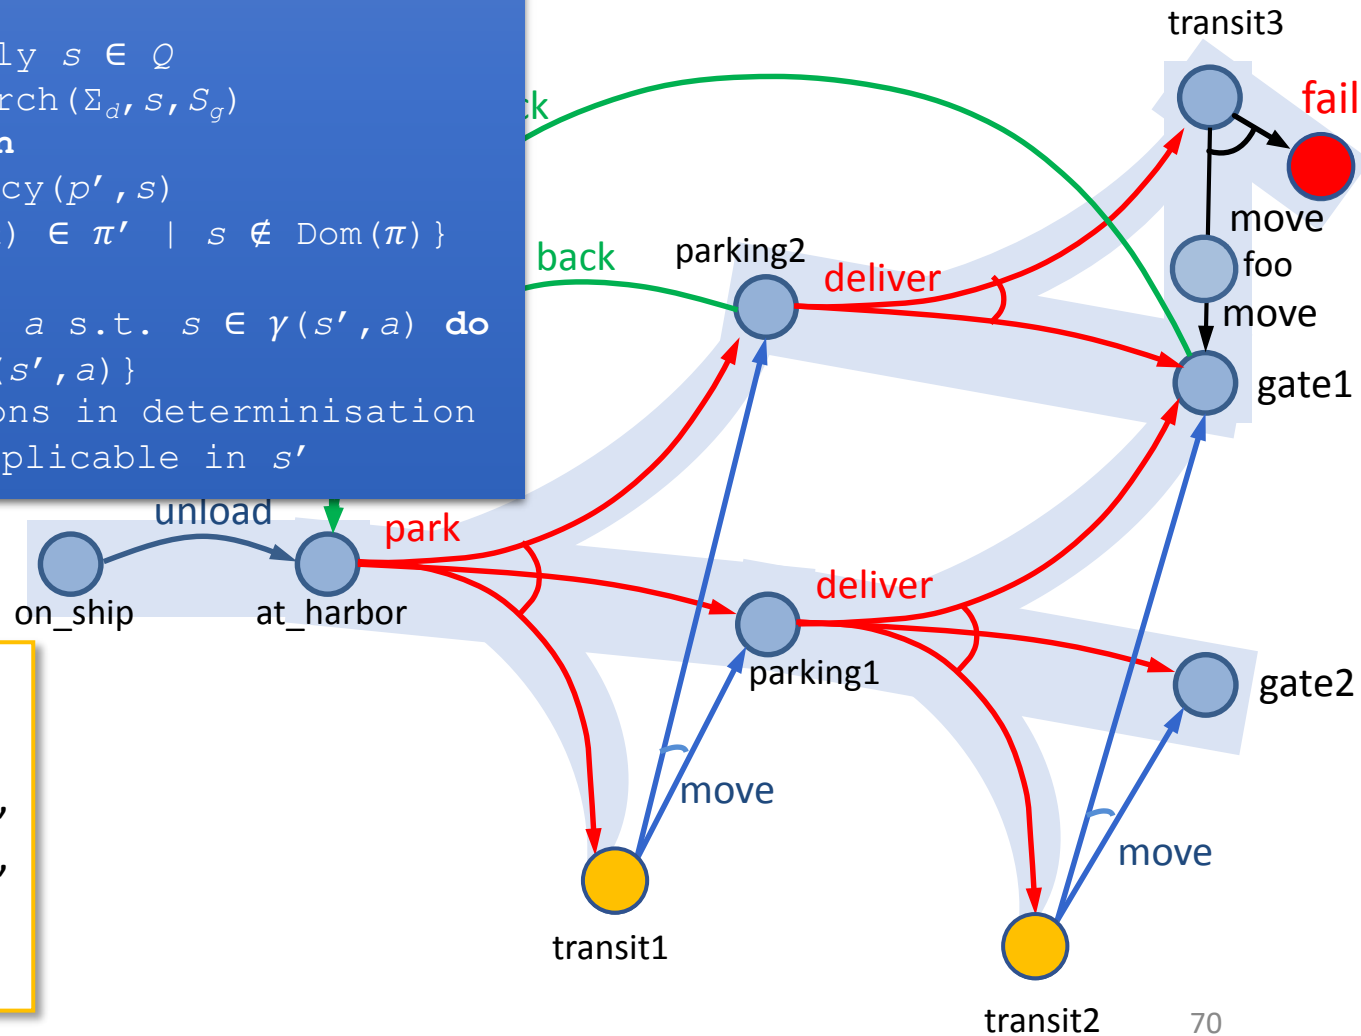 ly s ∈ Q
rch(Σd,s,Sg)
n
cy(p′,s)
) ∈ π′ | s ∉ Dom(π)}
a s.t. s ∈ γ(s′,a) do
(s′,a)}
ons in determinisation
plicable in s′
transit3
fail
ck
move
foo
move
gate1
back
parking2
deliver
unload
park
on_ship
at_harbor
deliver
parking1
gate2
move
move
transit1
transit2
,
,
70